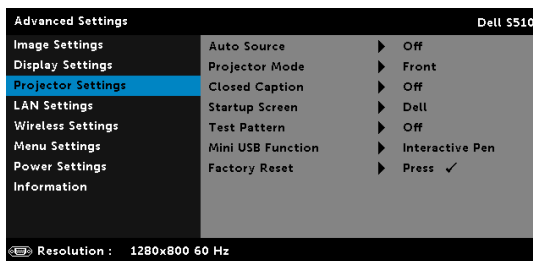 Advanced Settings Dell S510
Image Settings Auto Source Off
Display Settings Projector Mode Front
Projector Settings Closed Caption Off
LAN Settings Startup Screen Dell
Wireless Settings Test Pattern Off
Menu Settings Mini USB Function Interactive Pen
Power Settings Factory Reset Press ✓
Information
Resolution : 1280x800 60 Hz